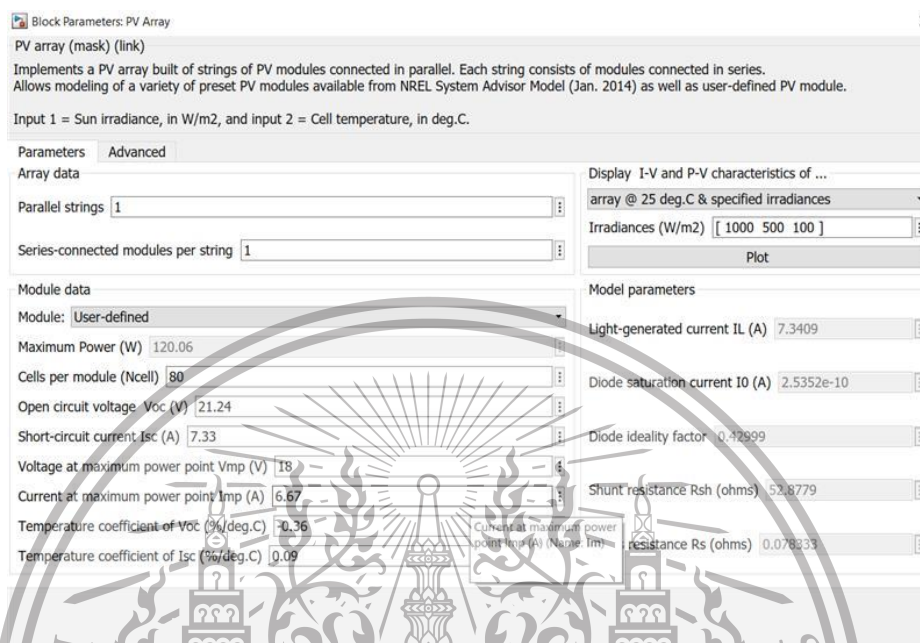 Block Parameters: PV Array
PV array (mask) (link)
Implements a PV array built of strings of PV modules connected in parallel. Each string consists of modules connected in series.
Allows modeling of a variety of preset PV modules available from NREL System Advisor Model (Jan. 2014) as well as user-defined PV module.
Input 1 = Sun irradiance, in W/m2, and input 2 = Cell temperature, in deg.C.
Parameters Advanced
Array data
Parallel strings 1
Series-connected modules per string 1
Display I-V and P-V characteristics of ...
array @ 25 deg.C & specified irradiances
Irradiances (W/m2) [ 1000 500 100 ]
Plot
Module data
Module: User-defined
Maximum Power (W) 120.06
Cells per module (Ncell) 80
Open circuit voltage Voc (V) 21.24
Short-circuit current Isc (A) 7.33
Voltage at maximum power point Vmp (V) 18
Current at maximum power point Imp (A) 6.67
Temperature coefficient of Voc (%/deg.C) -0.36
Temperature coefficient of Isc (%/deg.C) 0.09
Current at maximum power
point Imp (A) (Name: Im)
Model parameters
Light-generated current IL (A) 7.3409
Diode saturation current I0 (A) 2.5352e-10
Diode ideality factor 0.42999
Shunt resistance Rsh (ohms) 52.8779
resistance Rs (ohms) 0.078333